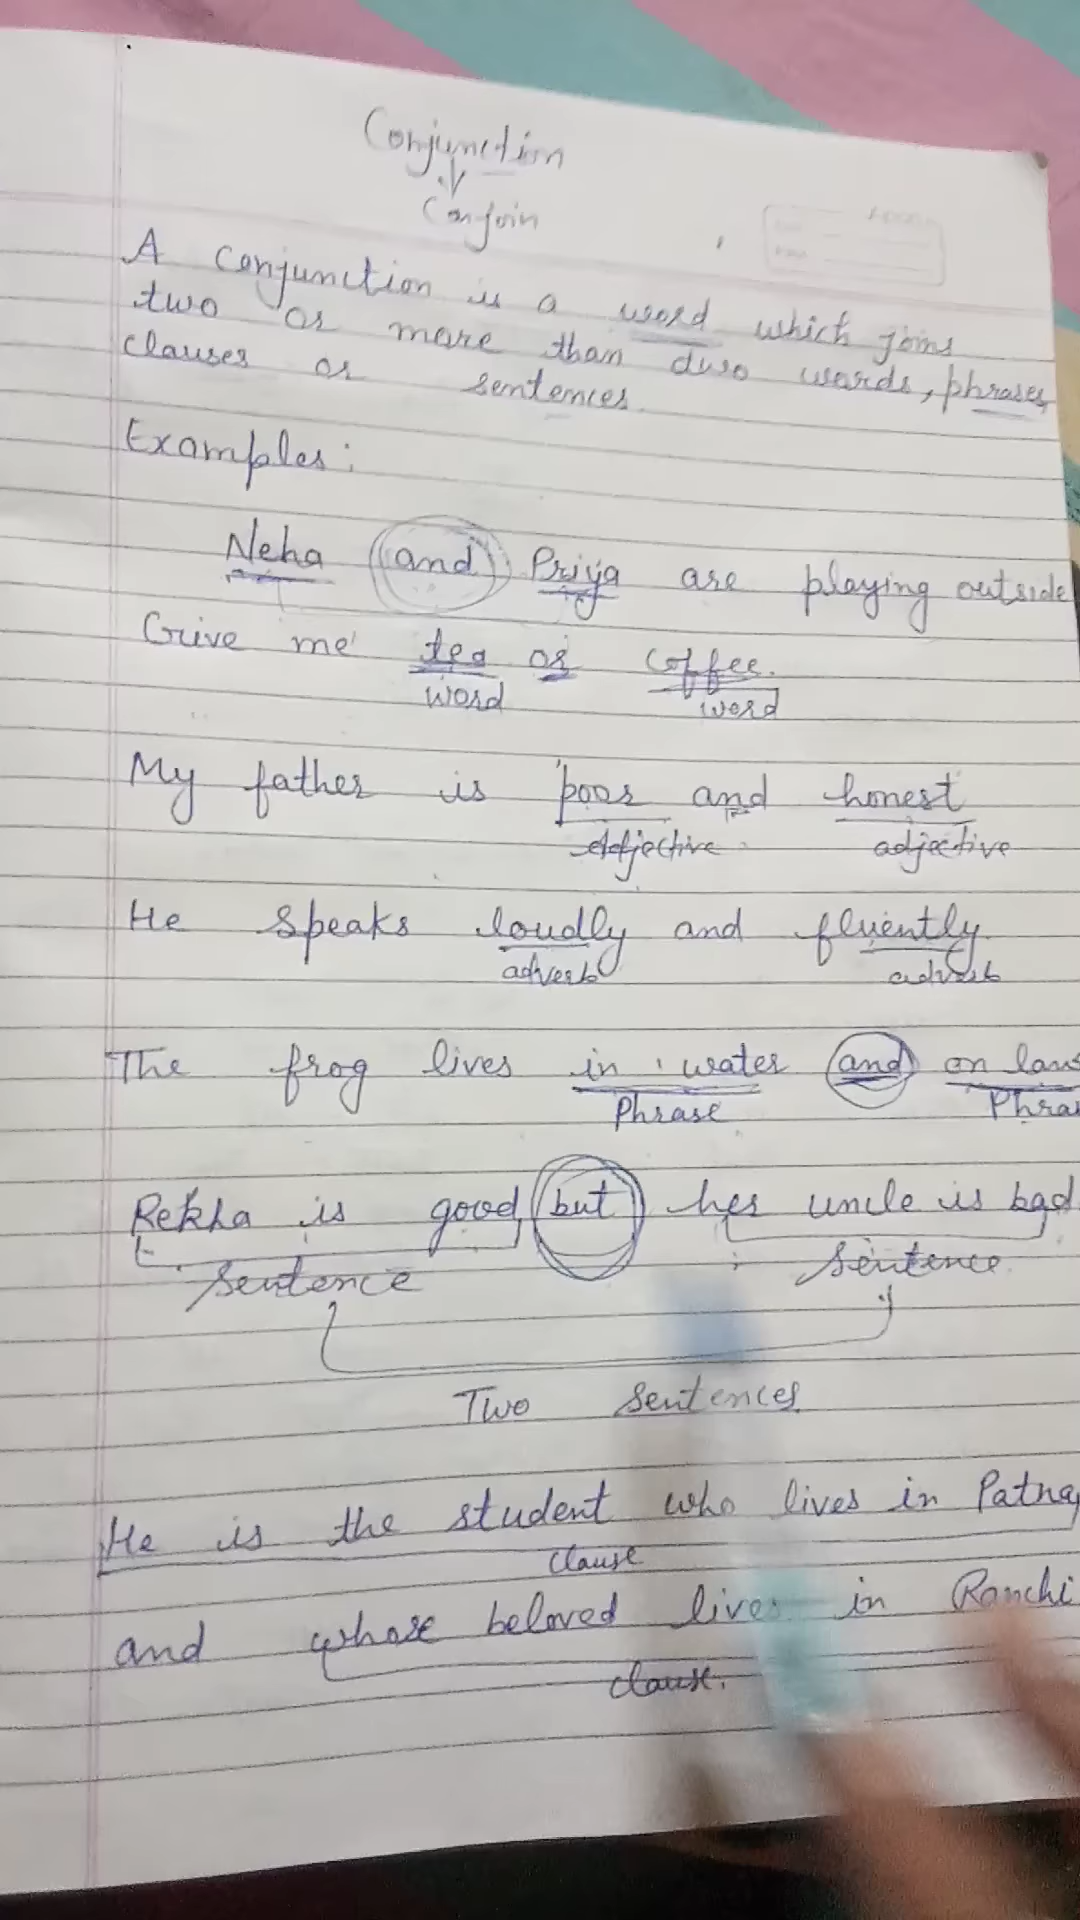 Conjunction
Conjoin
A conjunction is a word which joins
two or more than two words, phrases,
clauses or sentences.
Examples:
Neha and Priya are playing outside
Give me tea or coffee.
word word
My father is poor and honest
adjective adjective
He speaks loudly and fluently.
adverb adverb
The frog lives in water and on
Phrase
Rekha is good but her uncle is bad
Sentence Sentence
Two Sentences
He is the student who lives in Patna,
clause
and whose beloved lives in Ranchi
clause.